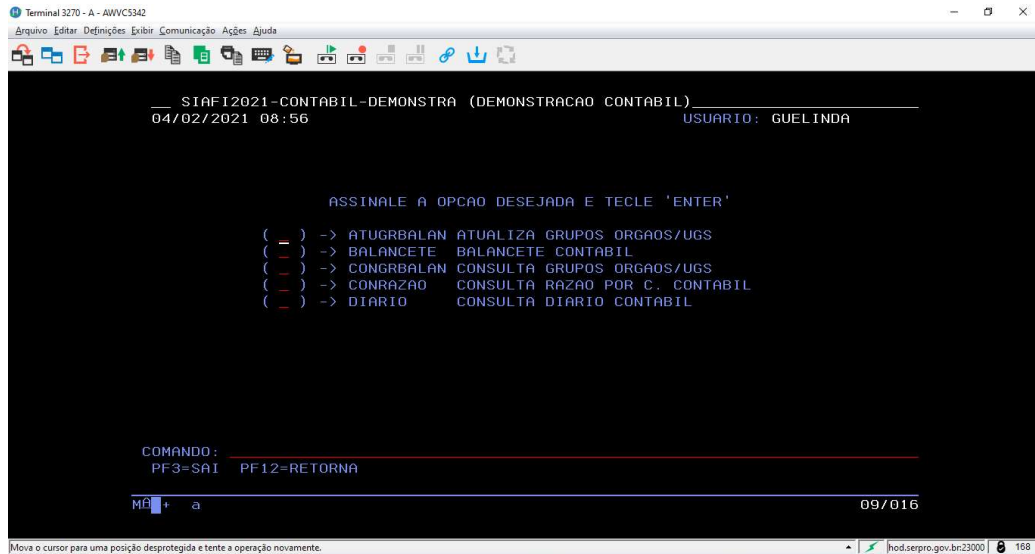 Terminal 3270 - A - AWVC5342
Arquivo Editar Definições Exibir Comunicação Ações Ajuda
__ SIAFI2021-CONTABIL-DEMONSTRA (DEMONSTRACAO CONTABIL)_______________________
04/02/2021 08:56 USUARIO: GUELINDA
ASSINALE A OPCAO DESEJADA E TECLE 'ENTER'
( _ ) -> ATUGRBALAN ATUALIZA GRUPOS ORGAOS/UGS
( _ ) -> BALANCETE BALANCETE CONTABIL
( _ ) -> CONGRBALAN CONSULTA GRUPOS ORGAOS/UGS
( _ ) -> CONRAZAO CONSULTA RAZAO POR C. CONTABIL
( _ ) -> DIARIO CONSULTA DIARIO CONTABIL
COMANDO:
PF3=SAI PF12=RETORNA
MA + a 09/016
Mova o cursor para uma posição desprotegida e tente a operação novamente. hod.serpro.gov.br:23000 168